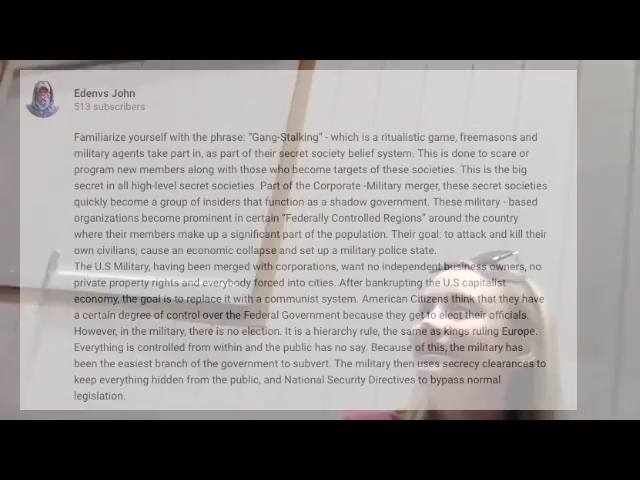 Edenvs John
513 subscribers
Familiarize yourself with the phrase: "Gang-Stalking" - which is a ritualistic game, freemasons and
military agents take part in, as part of their secret society belief system. This is done to scare or
program new members along with those who become targets of these societies. This is the big
secret in all high-level secret societies. Part of the Corporate -Military merger, these secret societies
quickly become a group of insiders that function as a shadow government. These military - based
organizations become prominent in certain "Federally Controlled Regions" around the country
where their members make up a significant part of the population. Their goal: to attack and kill their
own civilians; cause an economic collapse and set up a military police state.
The U.S Military, having been merged with corporations, want no independent business owners, no
private property rights and everybody forced into cities. After bankrupting the U.S capitalist
economy, the goal is to replace it with a communist system. American Citizens think that they have
a certain degree of control over the Federal Government because they get to elect their officials.
However, in the military, there is no election. It is a hierarchy rule, the same as kings ruling Europe.
Everything is controlled from within and the public has no say. Because of this, the military has
been the easiest branch of the government to subvert. The military then uses secrecy clearances to
keep everything hidden from the public, and National Security Directives to bypass normal
legislation.